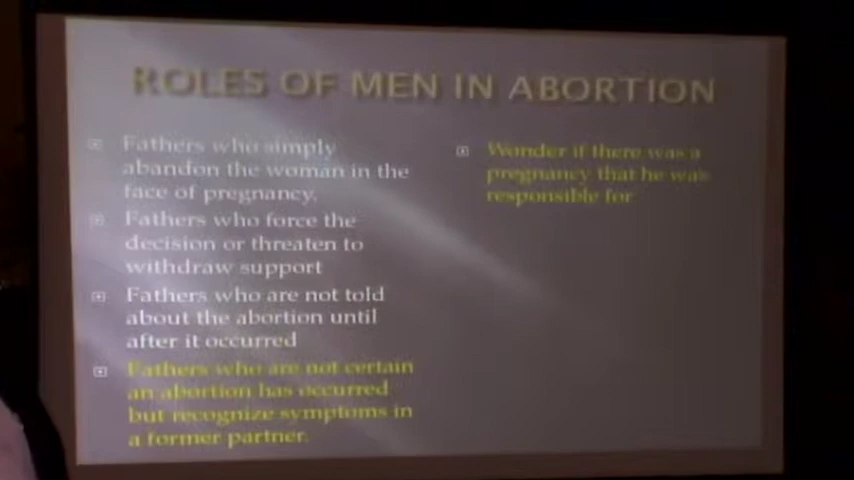 ROLES OF MEN IN ABORTION
Fathers who simply
abandon the woman in the
face of pregnancy.
Fathers who force the
decision or threaten to
withdraw support
Fathers who are not told
about the abortion until
after it occurred
Fathers who are not certain
an abortion has occurred
but recognize symptoms in
a former partner.
Wonder if there was a
pregnancy that he was
responsible for